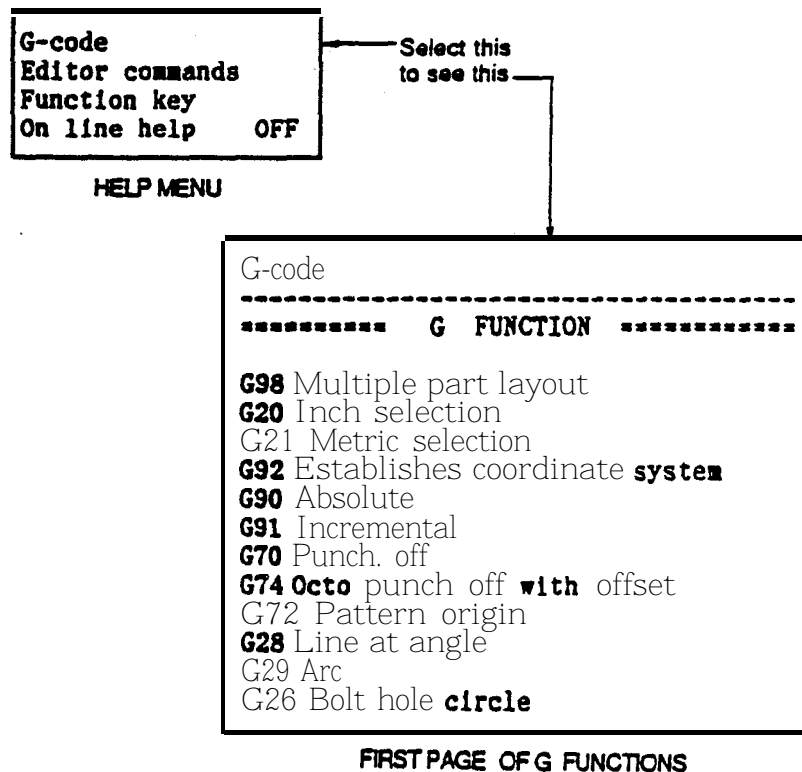 G-code
Editor commands
Function key
On line help OFF
HELP MENU
Select this
to see this
G-code
----------------------------------------
========== G FUNCTION ============
G98 Multiple part layout
G20 Inch selection
G21 Metric selection
G92 Establishes coordinate system
G90 Absolute
G91 Incremental
G70 Punch. off
G74 Octo punch off with offset
G72 Pattern origin
G28 Line at angle
G29 Arc
G26 Bolt hole circle
FIRST PAGE OF G FUNCTIONS